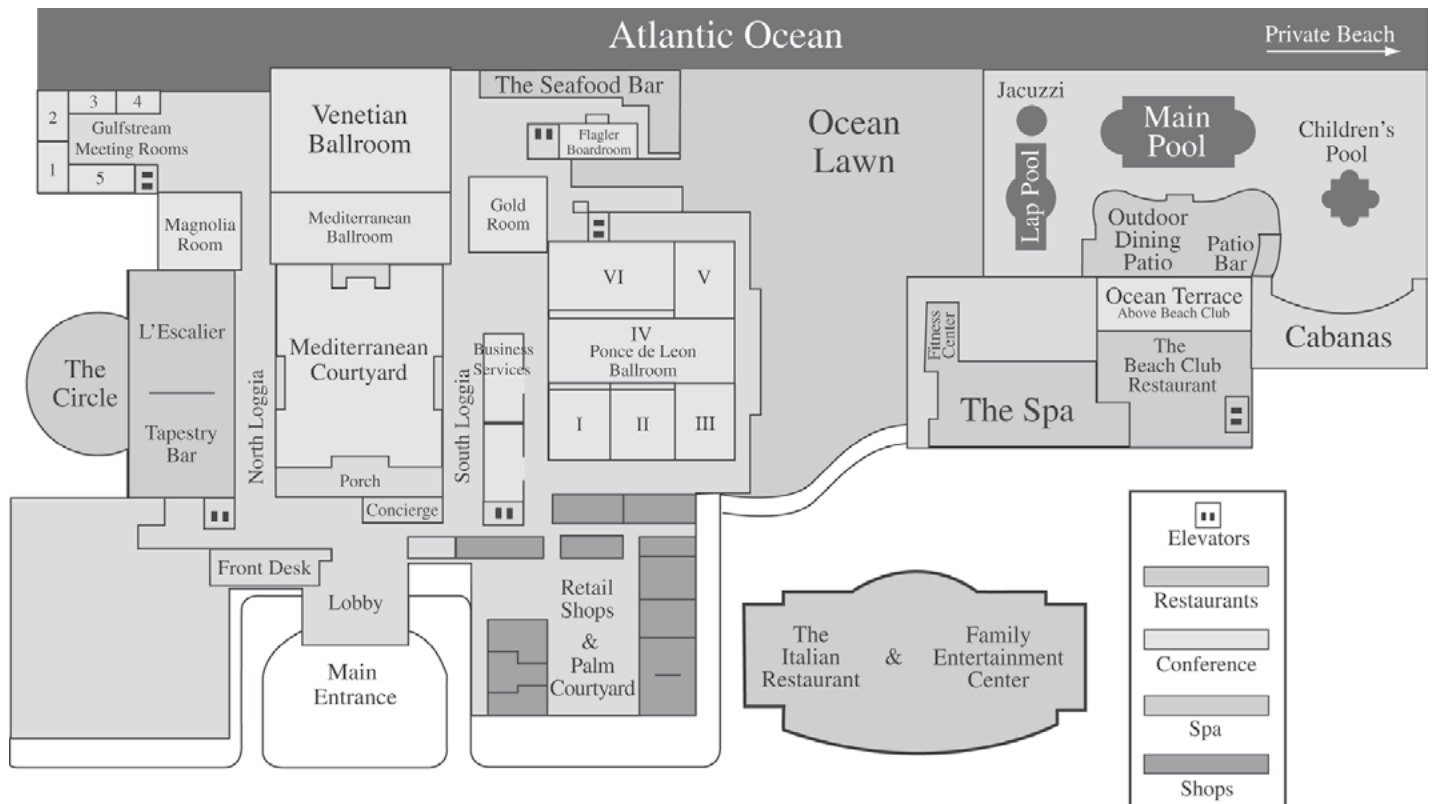 Atlantic Ocean
Private Beach
2
3
4
Gulfstream
Meeting Rooms
1
5
Magnolia
Room
Venetian
Ballroom
Mediterranean
Ballroom
The Seafood Bar
Flagler
Boardroom
Gold
Room
Ocean
Lawn
Jacuzzi
Lap Pool
Main
Pool
Children's
Pool
Outdoor
Dining
Patio
Patio
Bar
Ocean Terrace
Above Beach Club
Cabanas
The
Beach Club
Restaurant
Fitness
Center
The Spa
VI
V
IV
Ponce de Leon
Ballroom
I
II
III
Business
Services
South Loggia
Mediterranean
Courtyard
North Loggia
L'Escalier
Tapestry
Bar
The
Circle
Porch
Concierge
Front Desk
Lobby
Main
Entrance
Retail
Shops
&
Palm
Courtyard
The
Italian
Restaurant
&
Family
Entertainment
Center
Elevators
Restaurants
Conference
Spa
Shops